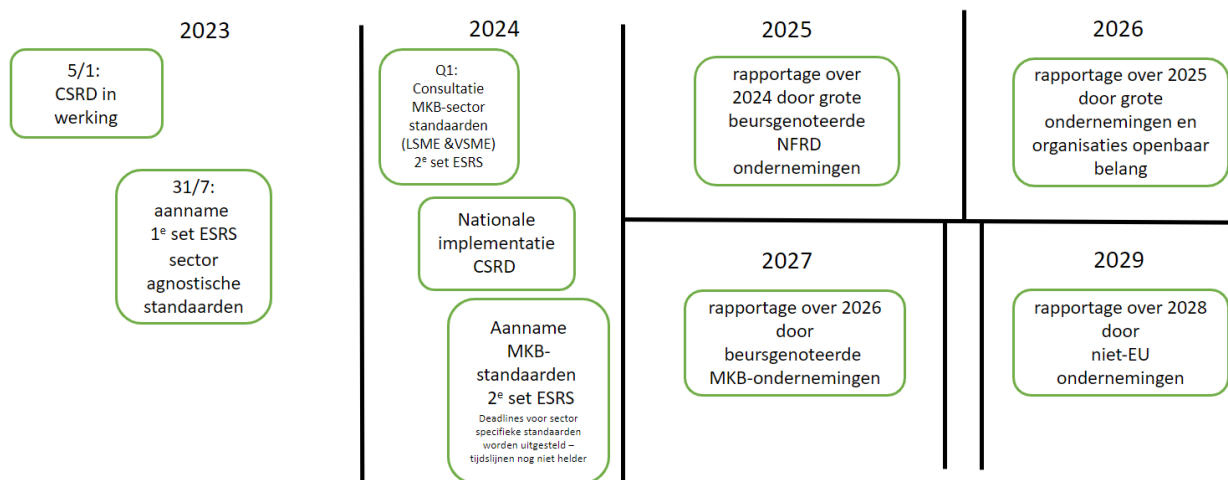 2023
5/1:
CSRD in
werking
31/7:
aanname
1e set ESRS
sector
agnostische
standaarden
2024
Q1:
Consultatie
MKB-sector
standaarden
(LSME &VSME)
2e set ESRS
Nationale
implementatie
CSRD
Aanname
MKB-
standaarden
2e set ESRS
Deadlines voor sector
specifieke standaarden
worden uitgesteld –
tijdslijnen nog niet helder
2025
rapportage over
2024 door grote
beursgenoteerde
NFRD
ondernemingen
2026
rapportage over 2025
door grote
ondernemingen en
organisaties openbaar
belang
2027
rapportage over 2026
door
beursgenoteerde
MKB-ondernemingen
2029
rapportage over 2028
door
niet-EU
ondernemingen